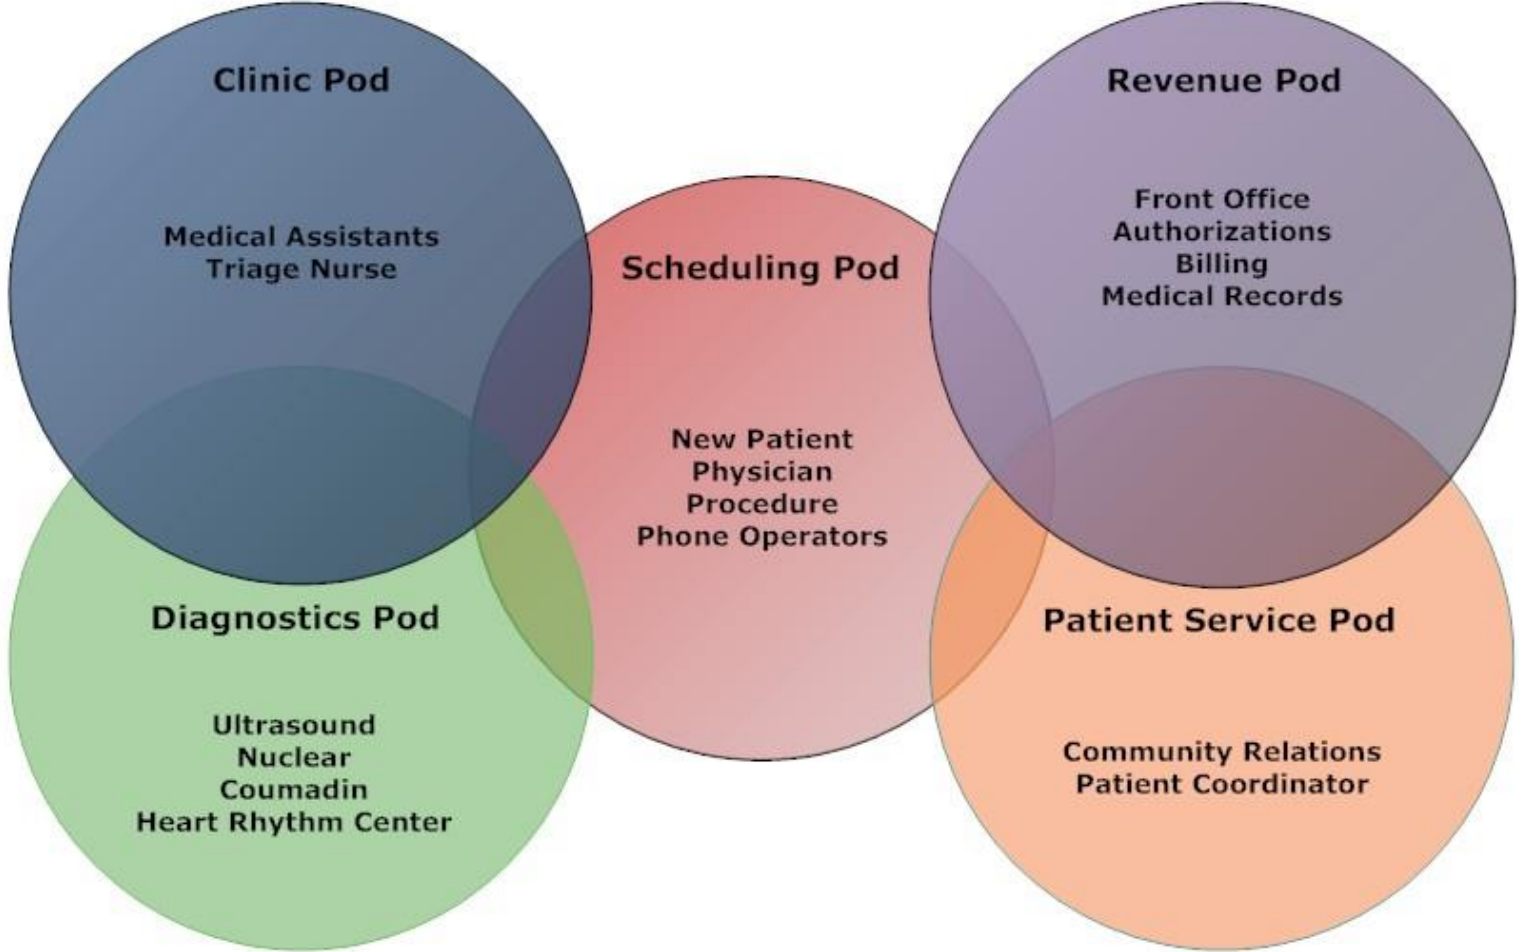 Clinic Pod
Medical Assistants
Triage Nurse
Revenue Pod
Front Office
Authorizations
Billing
Medical Records
Scheduling Pod
New Patient
Physician
Procedure
Phone Operators
Diagnostics Pod
Ultrasound
Nuclear
Coumadin
Heart Rhythm Center
Patient Service Pod
Community Relations
Patient Coordinator